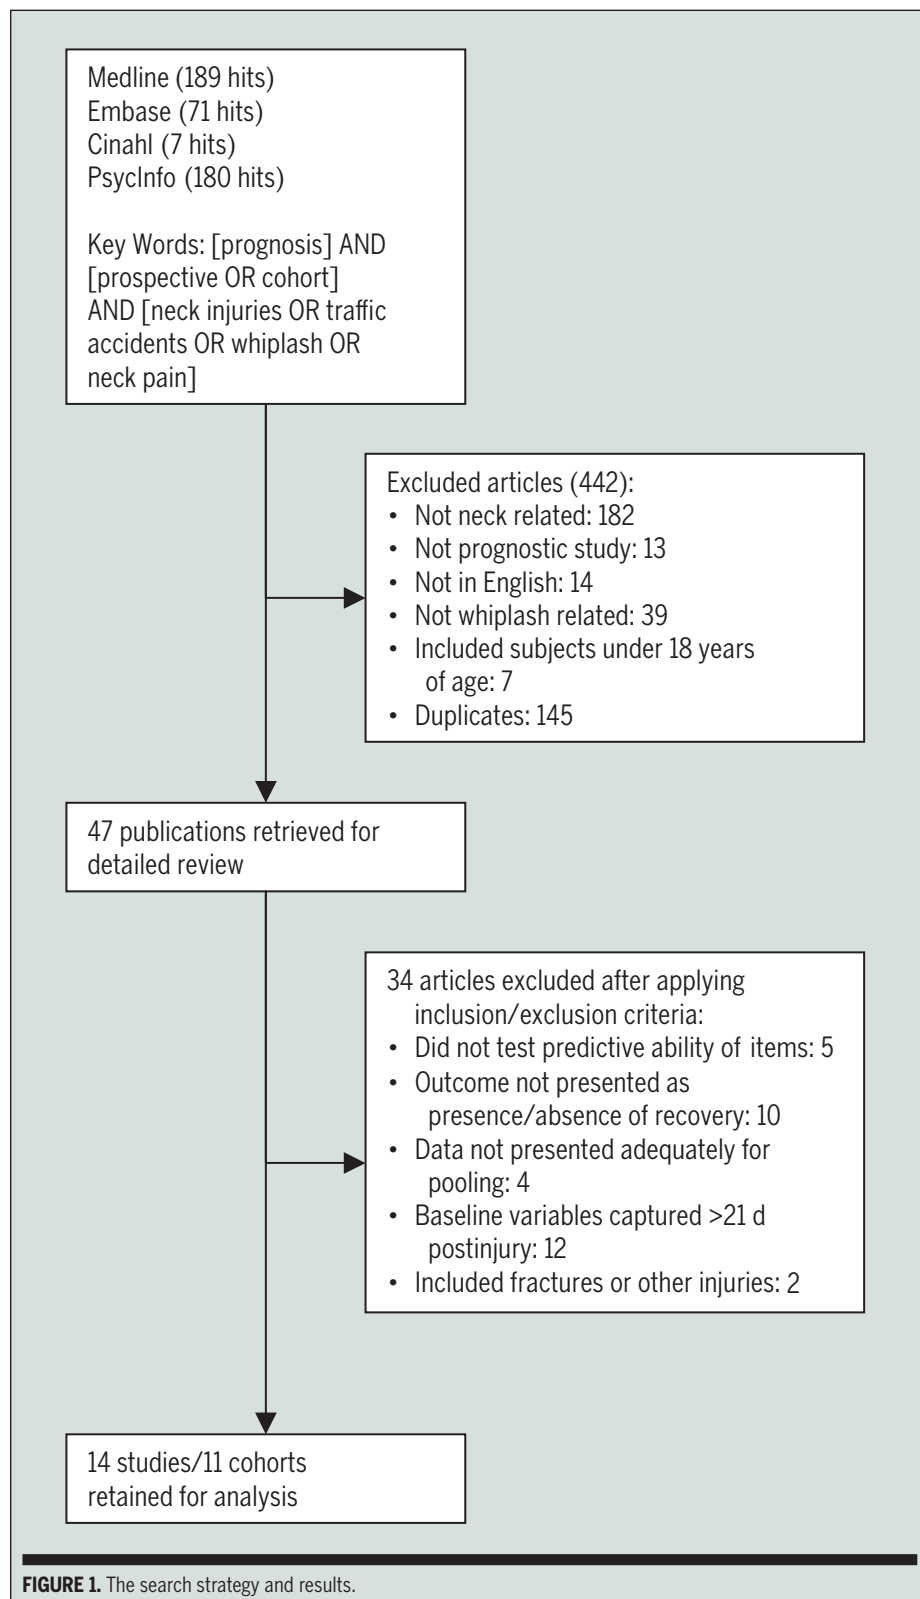 Medline (189 hits)
Embase (71 hits)
Cinahl (7 hits)
PsycInfo (180 hits)
Key Words: [prognosis] AND
[prospective OR cohort]
AND [neck injuries OR traffic
accidents OR whiplash OR
neck pain]
Excluded articles (442):
• Not neck related: 182
• Not prognostic study: 13
• Not in English: 14
• Not whiplash related: 39
• Included subjects under 18 years
of age: 7
• Duplicates: 145
47 publications retrieved for
detailed review
34 articles excluded after applying
inclusion/exclusion criteria:
• Did not test predictive ability of items: 5
• Outcome not presented as
presence/absence of recovery: 10
• Data not presented adequately for
pooling: 4
• Baseline variables captured >21 d
postinjury: 12
• Included fractures or other injuries: 2
14 studies/11 cohorts
retained for analysis
FIGURE 1. The search strategy and results.